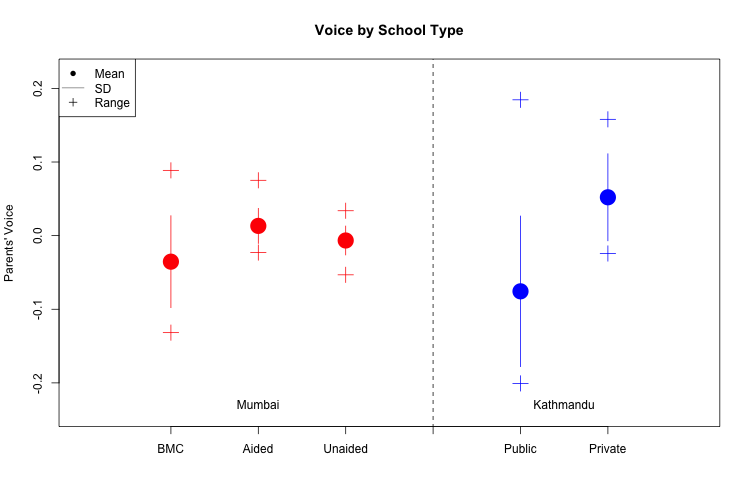 Voice by School Type
Mean
SD
Range
Parents' Voice
0.2
0.1
0.0
-0.1
-0.2
Mumbai
Kathmandu
BMC Aided Unaided Public Private